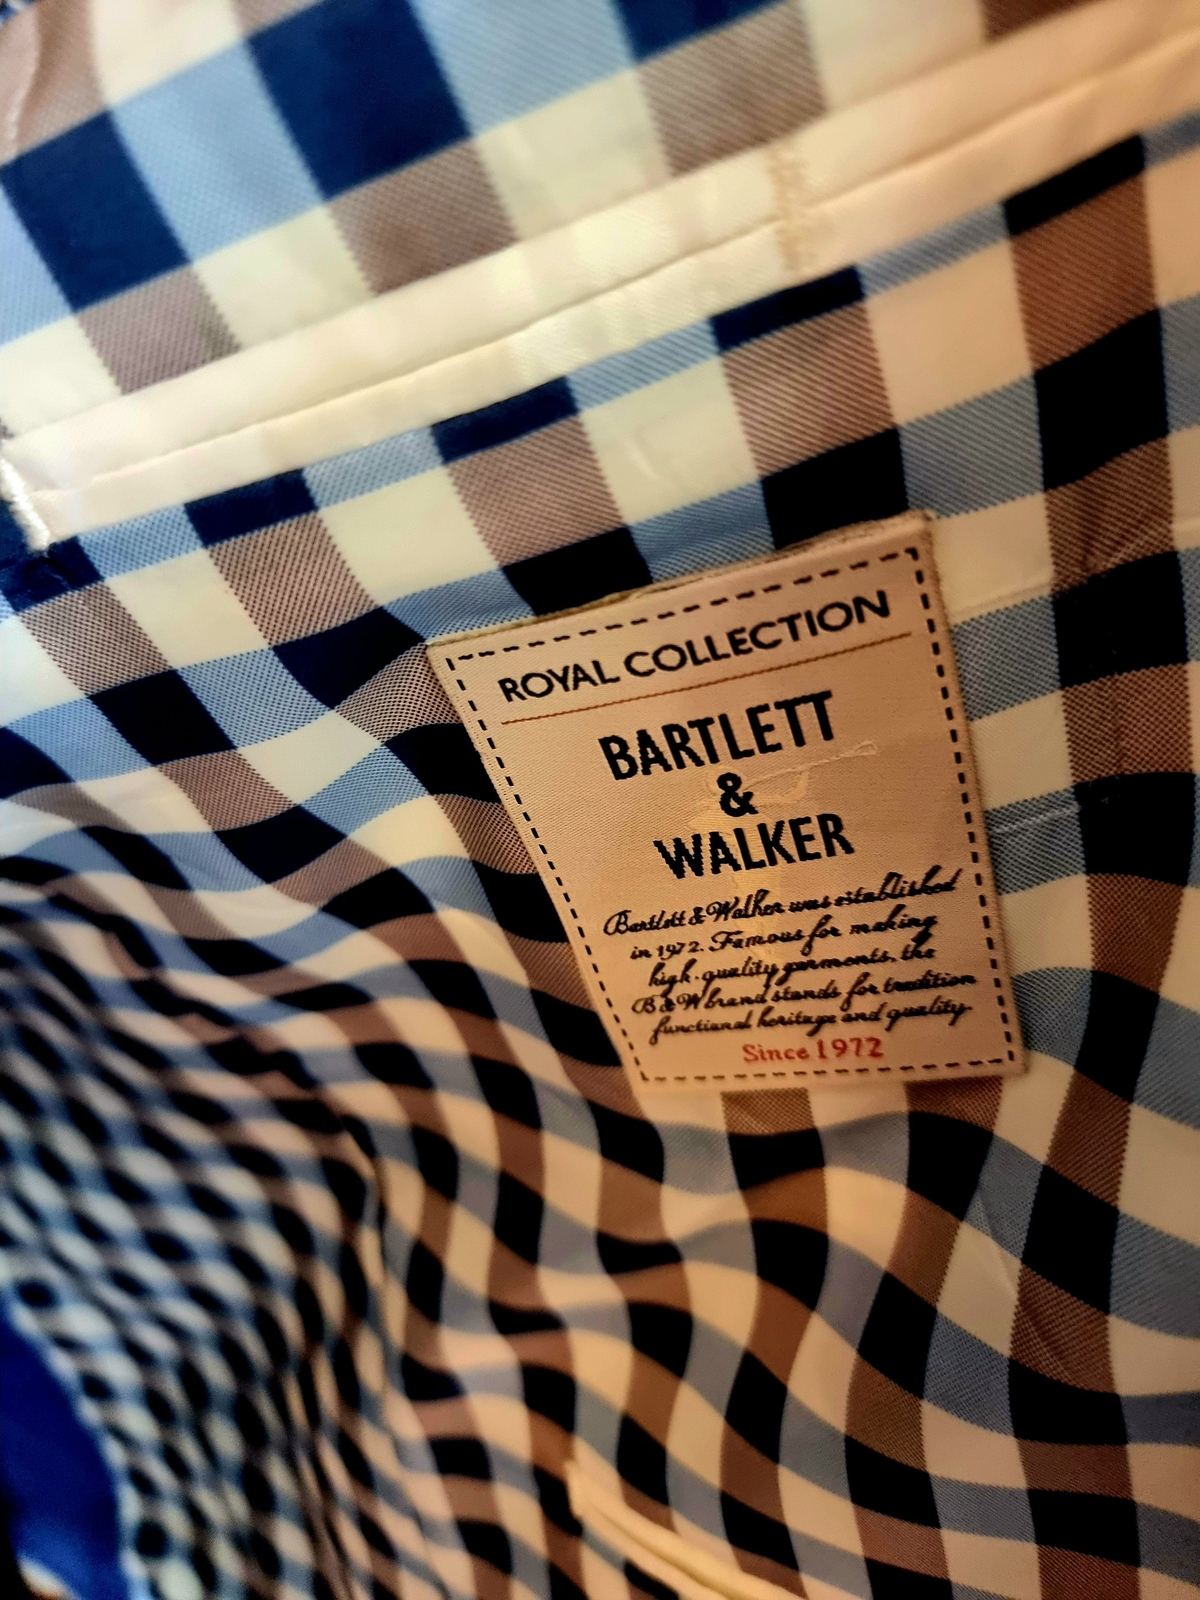 ROYAL COLLECTION
BARTLETT
&
WALKER
Bartlett & Walker was established
in 1972. Famous for making
high.quality garments, the
B&W brand stands for tradition
functional heritage and quality
Since 1972